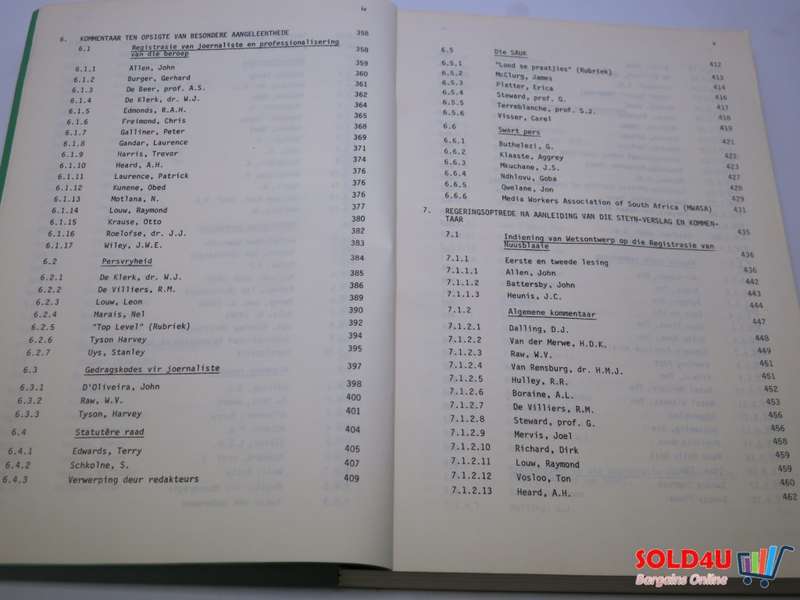 iv
6. KOMMENTAAR TEN OPSIGTE VAN BESONDERE AANGELEENTHEDE 358
6.1 Registrasie van joernaliste en professionalisering van die beroep 358
6.1.1 Allen, John 359
6.1.2 Burger, Gerhard 360
6.1.3 De Beer, prof. A.S. 361
6.1.4 De Klerk, dr. W.J. 362
6.1.5 Edmonds, R.A.H. 364
6.1.6 Freimond, Chris 365
6.1.7 Galliner, Peter 368
6.1.8 Gandar, Laurence 369
6.1.9 Harris, Trevor 371
6.1.10 Heard, A.H. 374
6.1.11 Laurence, Patrick 376
6.1.12 Kunene, Obed 376
6.1.13 Motlana, N. 376
6.1.14 Louw, Raymond 377
6.1.15 Krause, Otto 380
6.1.16 Roelofse, dr. J.J. 382
6.1.17 Wiley, J.W.E. 383
6.2 Persvryheid 384
6.2.1 De Klerk, dr. W.J. 385
6.2.2 De Villiers, R.M. 386
6.2.3 Louw, Leon 389
6.2.4 Marais, Nel 390
6.2.5 "Top Level" (Rubriek) 392
6.2.6 Tyson Harvey 394
6.2.7 Uys, Stanley 395
6.3 Gedragskodes vir joernaliste 397
6.3.1 D'Oliveira, John 398
6.3.2 Raw, W.V. 400
6.3.3 Tyson, Harvey 401
6.4 Statutêre raad 404
6.4.1 Edwards, Terry 405
6.4.2 Schkolne, S. 407
6.4.3 Verwerping deur redakteurs 409
v
6.5 Die SAUK 412
6.5.1 "Lood se praatjies" (Rubriek) 412
6.5.2 McClurg, James 413
6.5.3 Pletter, Erica 414
6.5.4 Steward, prof. G. 416
6.5.5 Terreblanche, prof. S.J. 417
6.5.6 Visser, Carel 418
6.6 Swart pers 419
6.6.1 Buthelezi, G. 421
6.6.2 Klaaste, Aggrey 422
6.6.3 Mkuchane, J.S. 423
6.6.4 Ndhlovu, Goba 422
6.6.5 Qwelane, Jon 429
6.6.6 Media Workers Association of South Africa (MWASA) 431
7. REGERINGSOPTREDE NA AANLEIDING VAN DIE STEYN-VERSLAG EN KOMMEN-
TAAR 435
7.1 Indiening van Wetsontwerp op die Registrasie van
Nuusblaaie 436
7.1.1 Eerste en tweede lesing
7.1.1.1 Allen, John 436
7.1.1.2 Battersby, John 442
7.1.1.3 Heunis, J.C. 443
7.1.2 Algemene kommentaar 444
7.1.2.1 Dalling, D.J. 447
7.1.2.2 Van der Merwe, H.D.K. 448
7.1.2.3 Raw, W.V. 449
7.1.2.4 Van Rensburg, dr. H.M.J. 451
7.1.2.5 Hulley, R.R. 451
7.1.2.6 Boraine, A.L. 452
7.1.2.7 De Villiers, R.M. 453
7.1.2.8 Steward, prof. G. 456
7.1.2.9 Mervis, Joel 456
7.1.2.10 Richard, Dirk 458
7.1.2.11 Louw, Raymond 459
7.1.2.12 Vosloo, Ton 460
7.1.2.13 Heard, A.H. 462
SOLD4U
Bargains Online